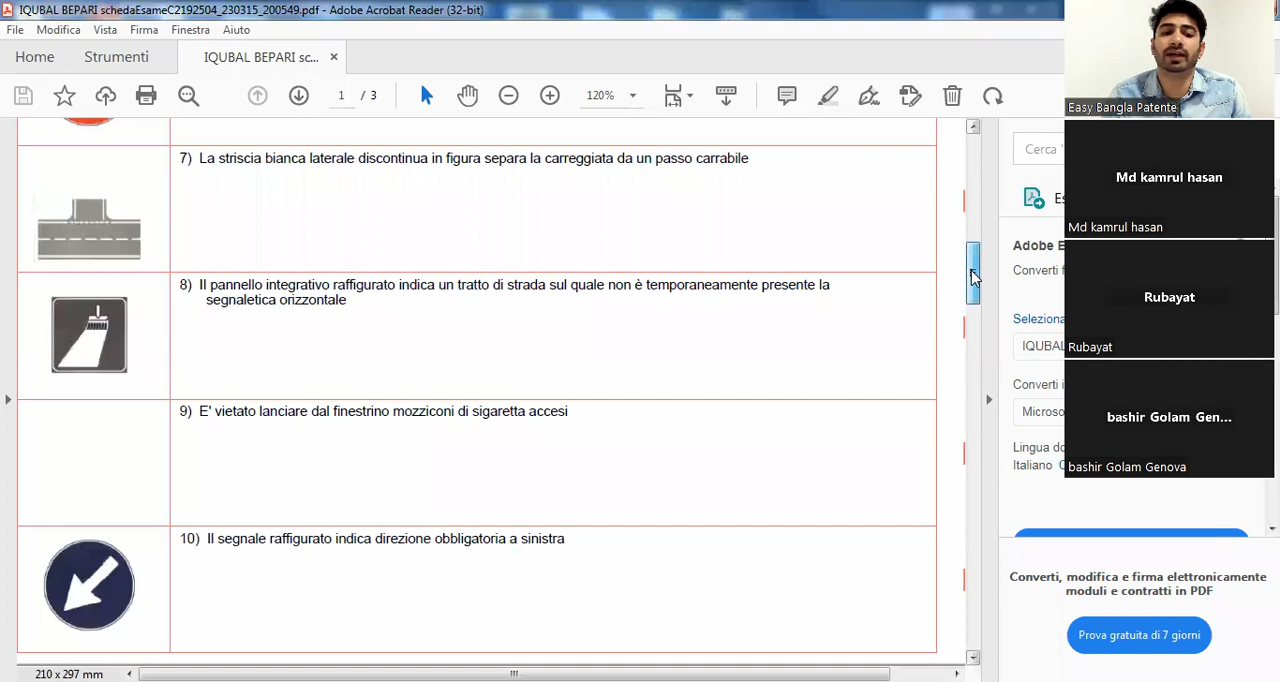 IQUBAL BEPARI schedaEsameC2192504_230315_200549.pdf - Adobe Acrobat Reader (32-bit)
File Modifica Vista Firma Finestra Aiuto
Home Strumenti IQUBAL BEPARI sc... ×
1 / 3 120%
7) La striscia bianca laterale discontinua in figura separa la carreggiata da un passo carrabile
8) Il pannello integrativo raffigurato indica un tratto di strada sul quale non è temporaneamente presente la
segnaletica orizzontale
9) E' vietato lanciare dal finestrino mozziconi di sigaretta accesi
10) Il segnale raffigurato indica direzione obbligatoria a sinistra
210 x 297 mm
Cerca '
Es
Adobe E
Converti f
Seleziona
IQUBAL
Converti i
Microso
Lingua do
Italiano
Converti, modifica e firma elettronicamente
moduli e contratti in PDF
Prova gratuita di 7 giorni
Easy Bangla Patente
Md kamrul hasan
Md kamrul hasan
Rubayat
Rubayat
bashir Golam Gen...
bashir Golam Genova